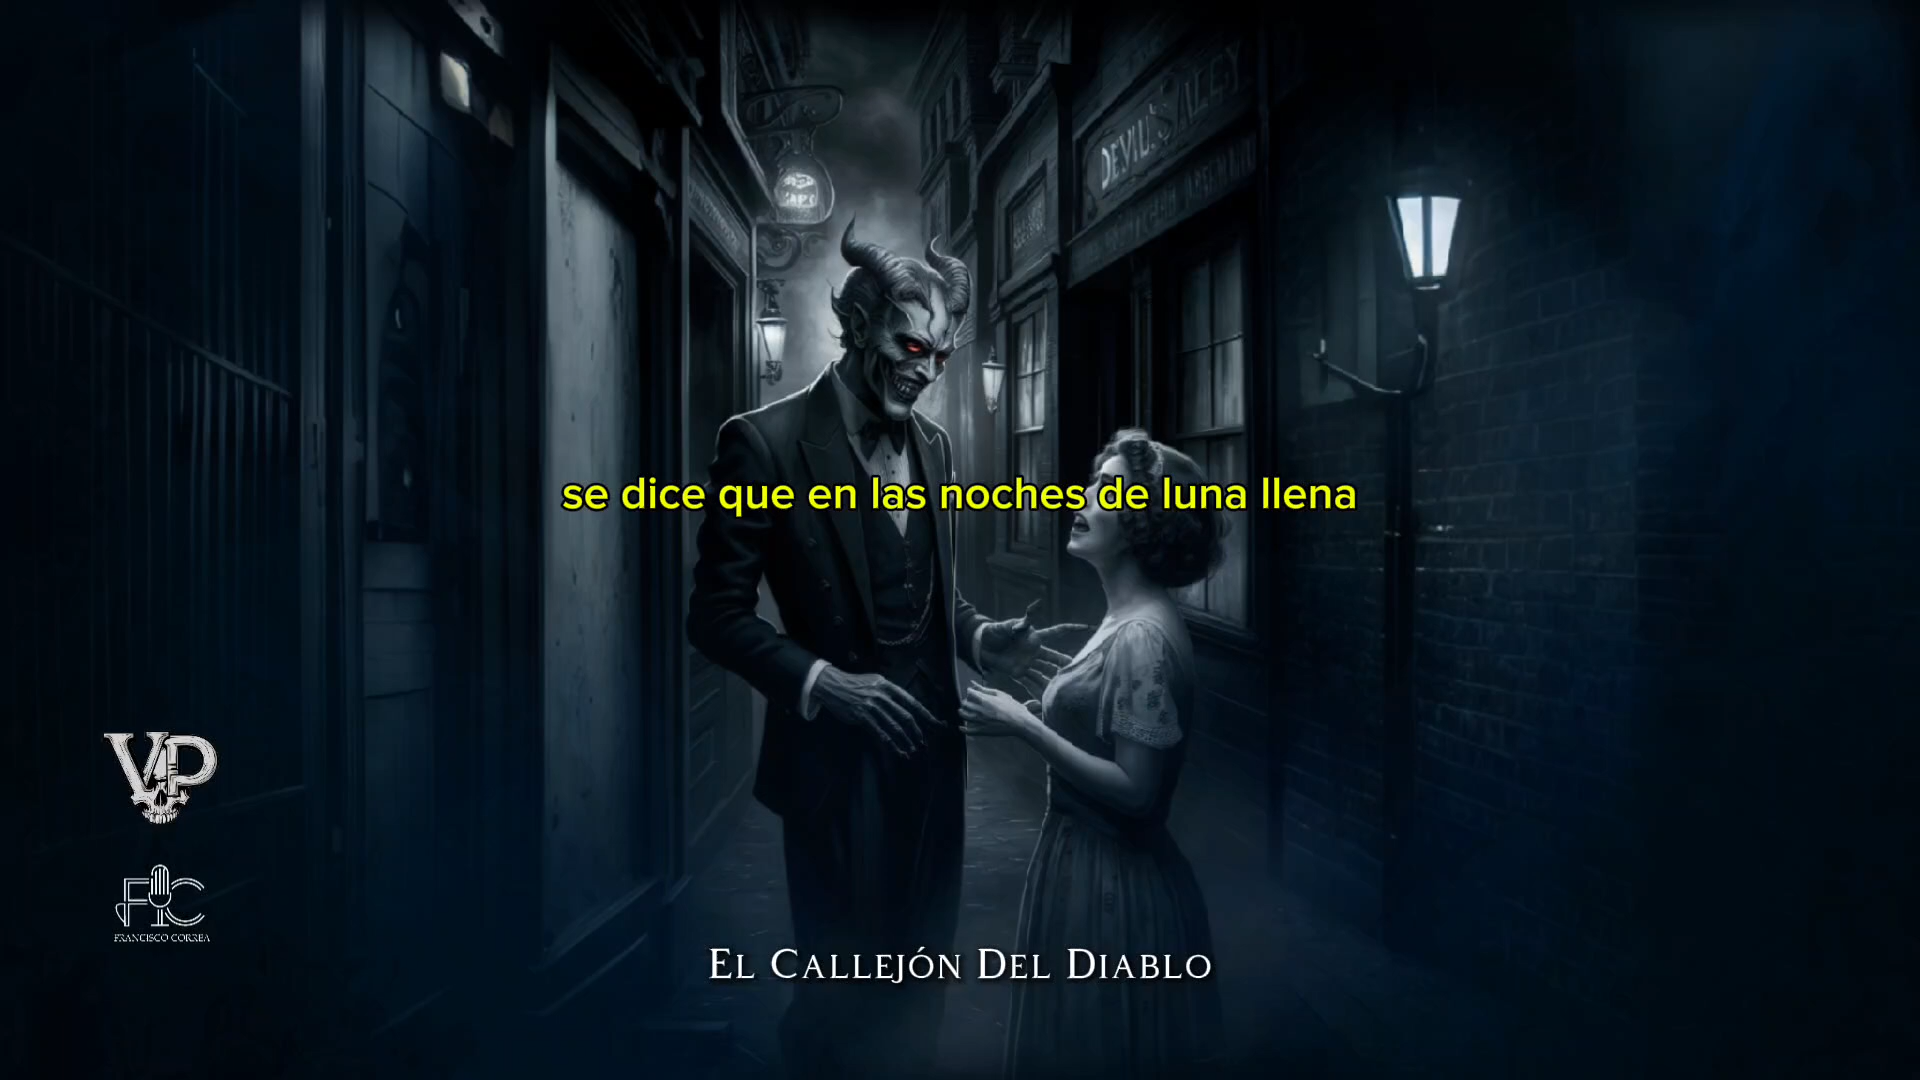 DEVIL'S ALLEY
se dice que en las noches de luna llena
VP
FC
FRANCISCO CORREA
El Callejón Del Diablo